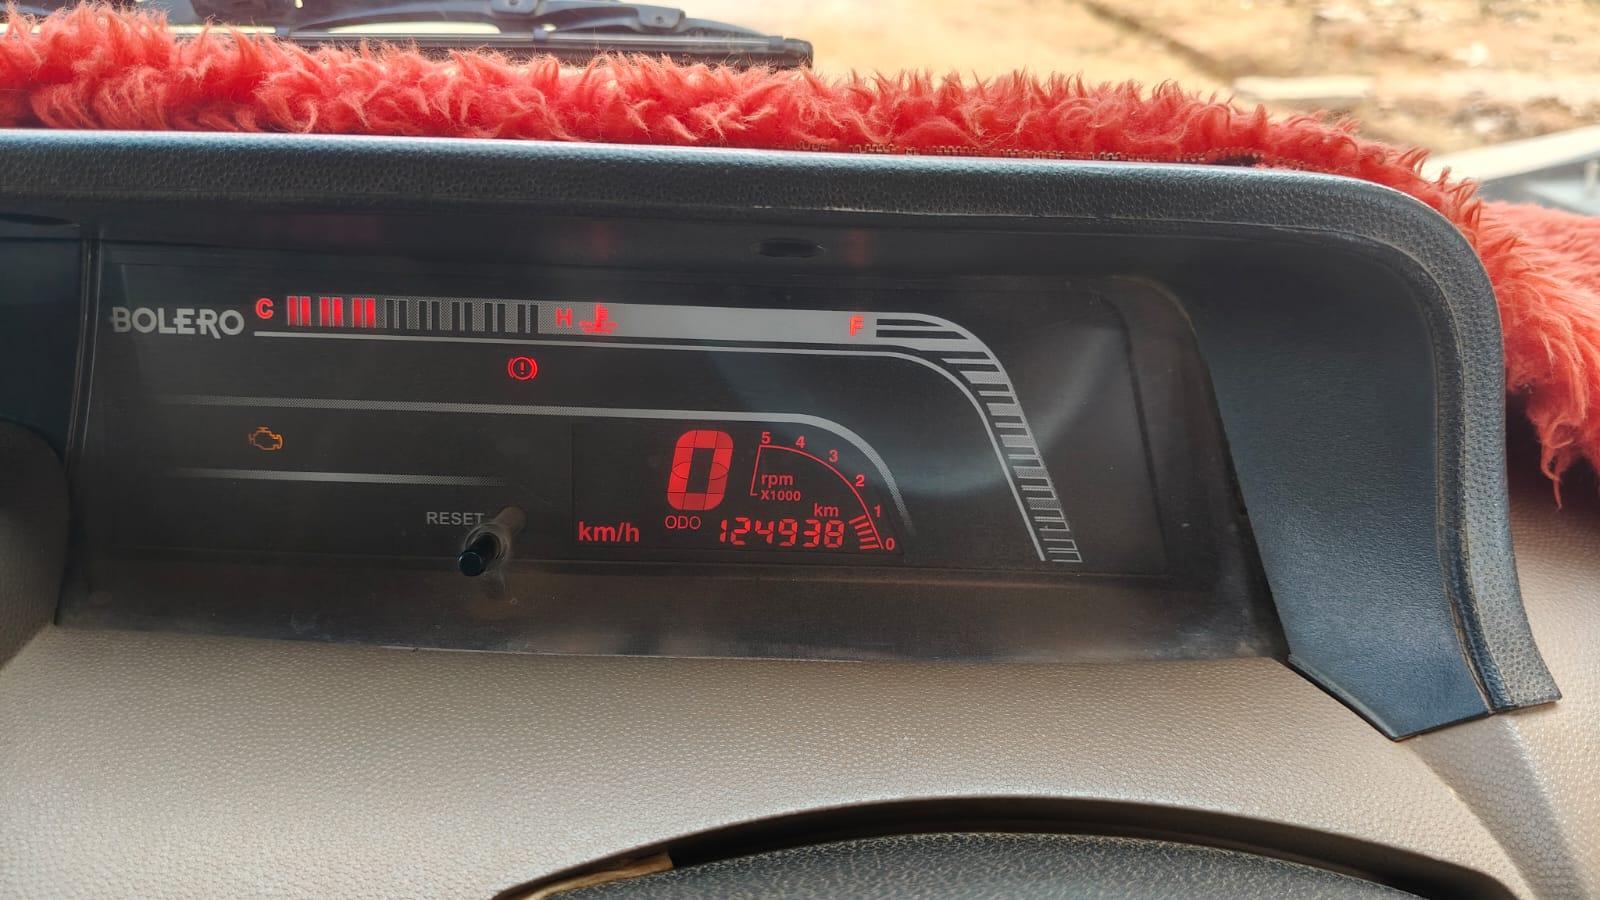 BOLERO C H F
0 5 4 3 2 1 0
rpm
X1000
RESET
km/h ODO 124938 km